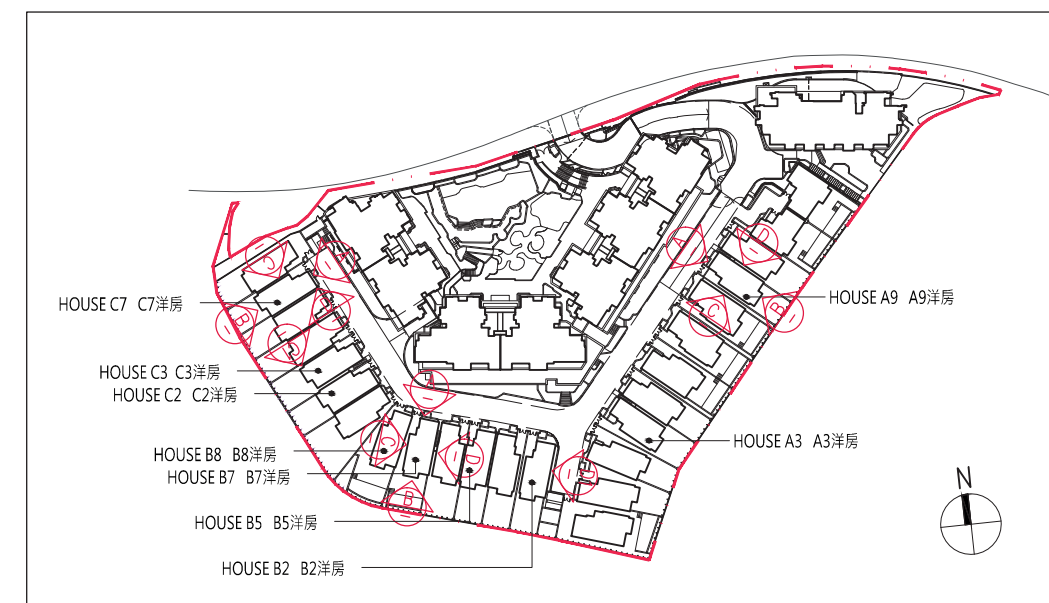 N
HOUSE C7 C7洋房
HOUSE A9 A9洋房
HOUSE C3 C3洋房
HOUSE C2 C2洋房
HOUSE A3 A3洋房
HOUSE B8 B8洋房
HOUSE B7 B7洋房
HOUSE B5 B5洋房
HOUSE B2 B2洋房
A
A
A
B
B
B
C
C
C
D
D
D